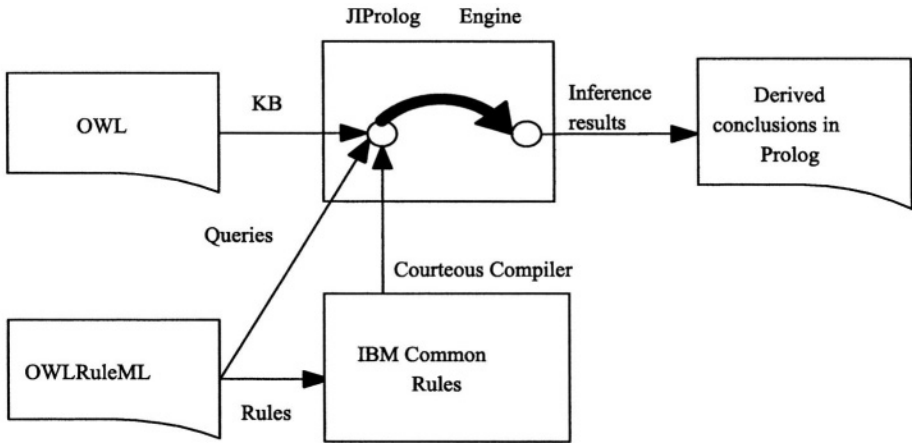 JIProlog Engine
OWL
KB
Inference
results
Derived
conclusions in
Prolog
Queries
Courteous Compiler
OWLRuleML
Rules
IBM Common
Rules